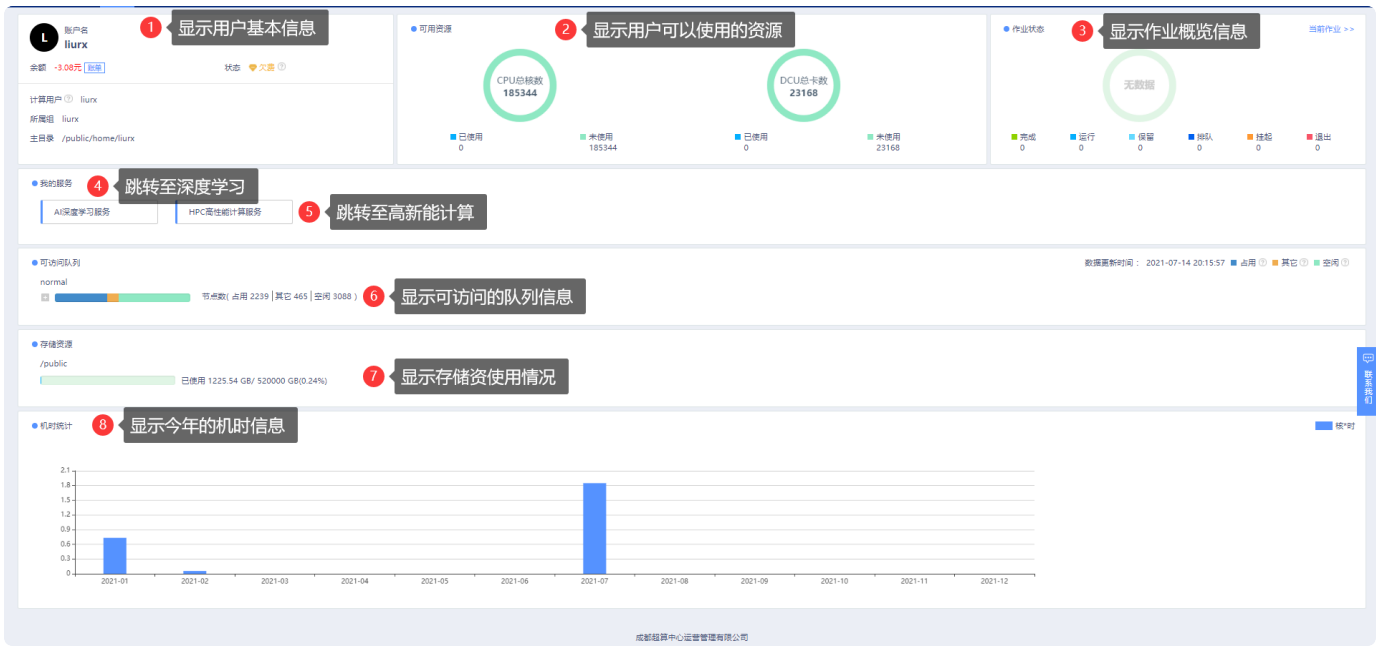 L
账户名
liurx
1 显示用户基本信息
余额 -3.08元 账单 状态 欠费
计算用户 liurx
所属组 liurx
主目录 /public/home/liurx
可用资源
2 显示用户可以使用的资源
CPU总核数
185344
DCU总卡数
23168
已使用 未使用 已使用 未使用
0 185344 0 23168
作业状态
3 显示作业概览信息
当前作业 >>
无数据
完成 运行 保留 排队 挂起 退出
0 0 0 0 0 0
我的服务
4 跳转至深度学习
AI深度学习服务
HPC高性能计算服务
5 跳转至高新能计算
可访问队列
数据更新时间： 2021-07-14 20:15:57 占用 其它 空闲
normal
节点数( 占用 2239 | 其它 465 | 空闲 3088 )
6 显示可访问的队列信息
存储资源
/public
已使用 1225.54 GB/ 520000 GB(0.24%)
7 显示存储资使用情况
联系我们
机时统计
8 显示今年的机时信息
核*时
2.1
1.8
1.5
1.2
0.9
0.6
0.3
0
2021-01 2021-02 2021-03 2021-04 2021-05 2021-06 2021-07 2021-08 2021-09 2021-10 2021-11 2021-12
成都超算中心运营管理有限公司